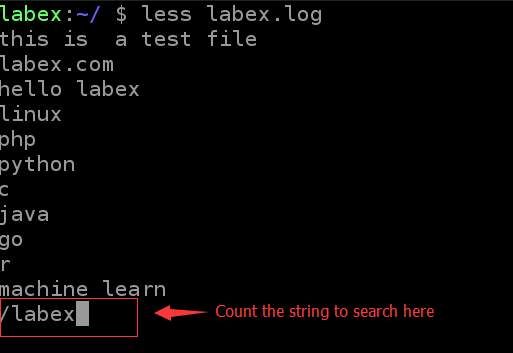 labex:~/ $ less labex.log
this is  a test file
labex.com
hello labex
linux
php
python
c
java
go
r
machine learn
/labex
Count the string to search here